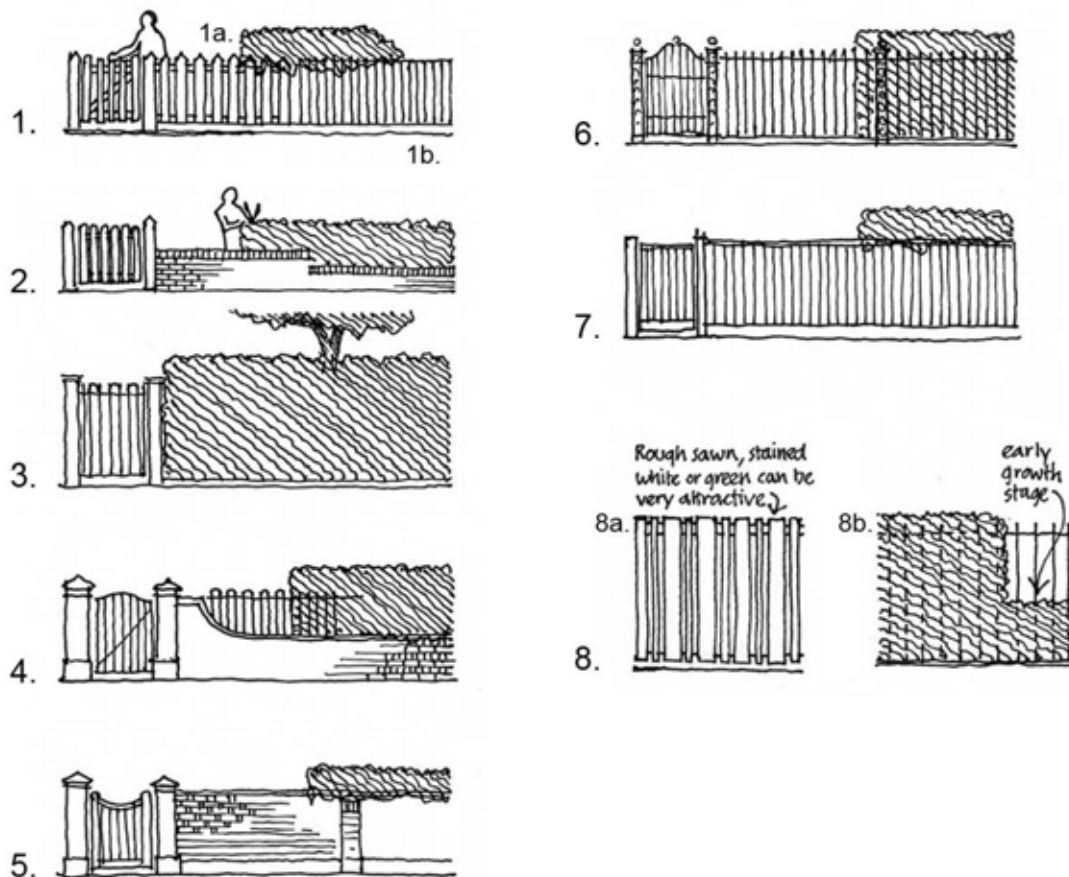 1a.
1.
1b.
2.
3.
4.
5.
6.
7.
Rough sawn, stained
white or green can be
very attractive
8a.
early
growth
stage
8b.
8.